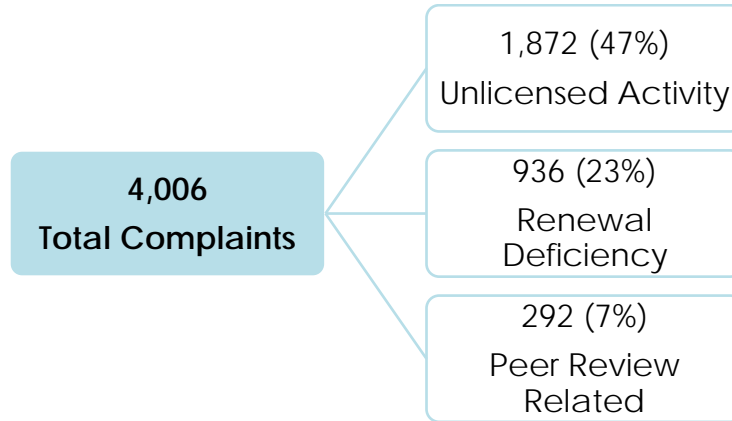 4,006
Total Complaints
1,872 (47%)
Unlicensed Activity
936 (23%)
Renewal
Deficiency
292 (7%)
Peer Review
Related